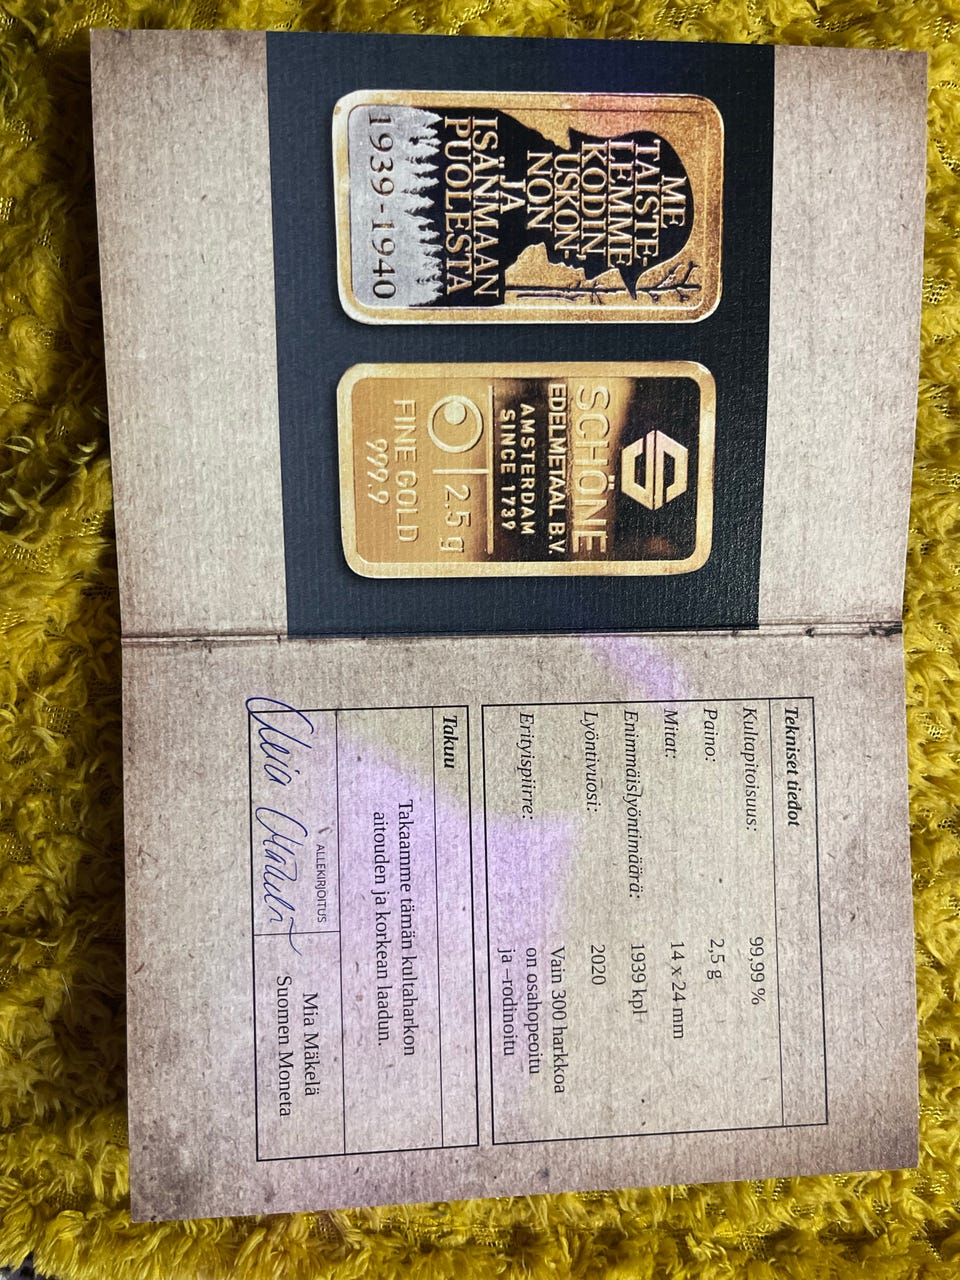 ME
TAISTE-
LEMME
KODIN,
USKON-
NON
JA
ISÄNMAAN
PUOLESTA
1939-1940
SCHÖNE
EDELMETAAL B.V.
AMSTERDAM
SINCE 1739
2,5 g
FINE GOLD
999.9
Tekniset tiedot
Kultapitoisuus: 99,99 %
Paino: 2,5 g
Mitat: 14 x 24 mm
Enimmäislyöntimäärä: 1939 kpl
Lyöntivuosi: 2020
Erityispiirre: Vain 300 harkkoa
on osahopeoitu
ja –rodinoitu
Takuu
Takaamme tämän kultaharkon
aitouden ja korkean laadun.
ALLEKIRJOITUS
Mia Mäkelä
Suomen Moneta